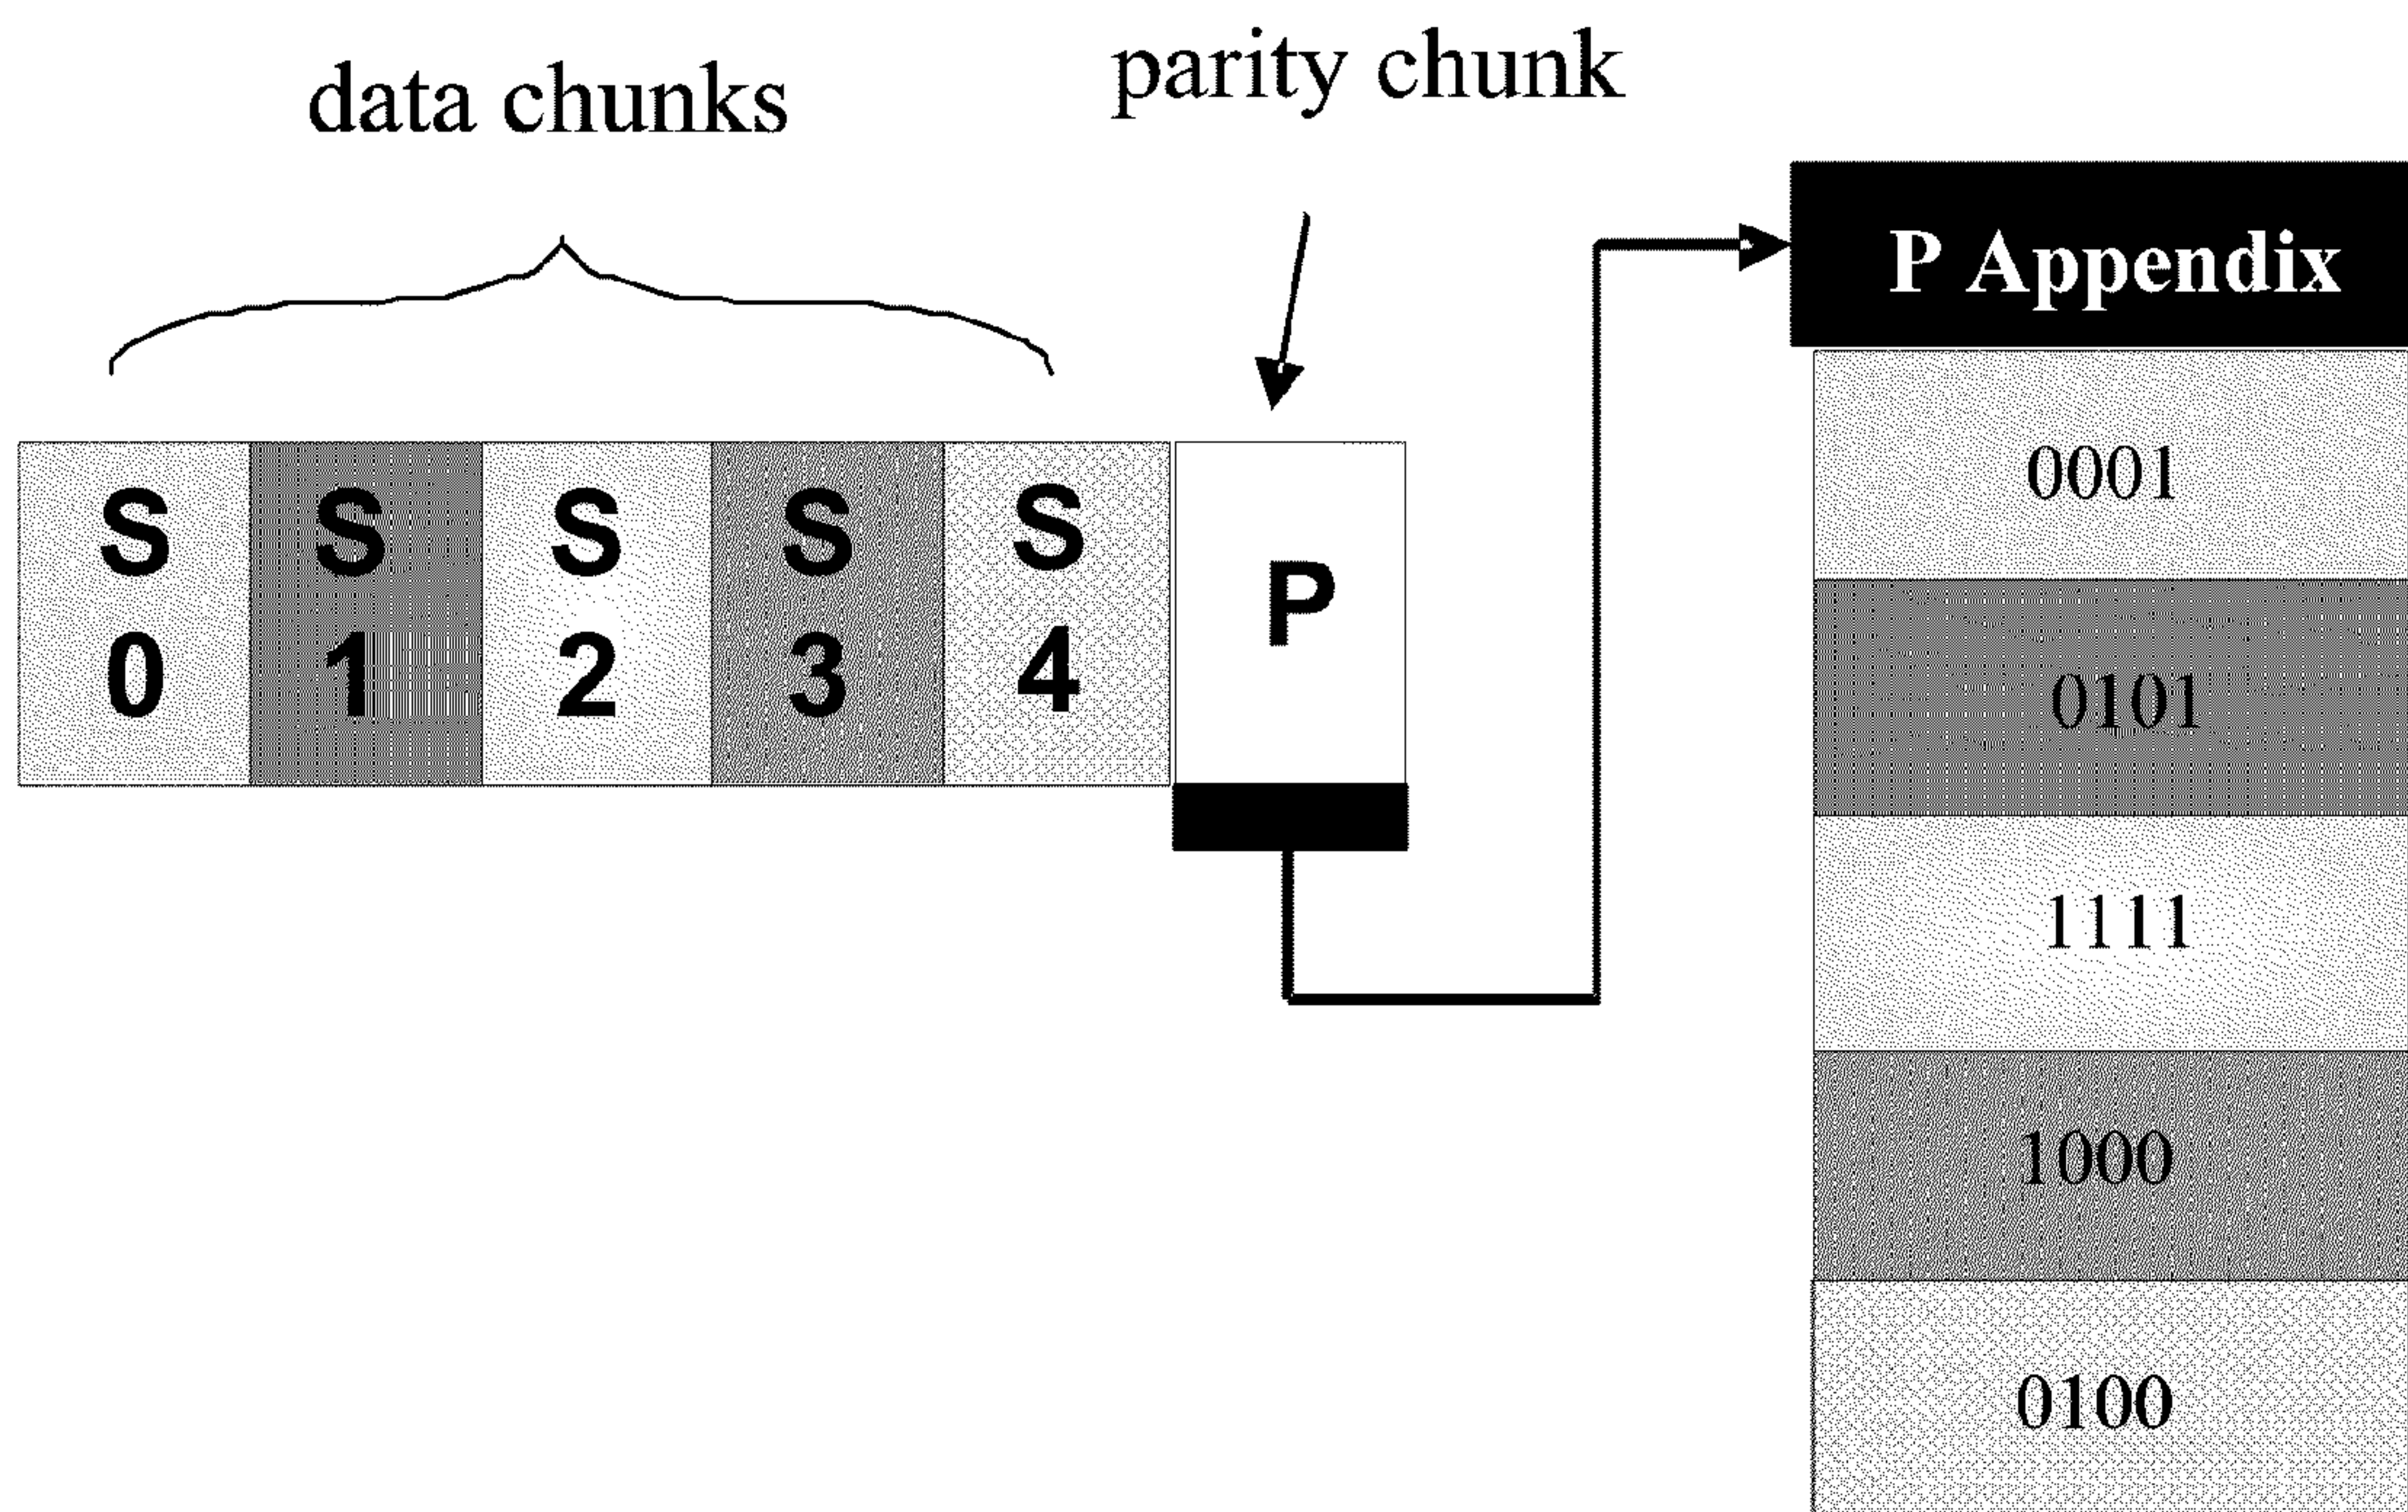 data chunks
parity chunk
P Appendix
S S S S S
0 1 2 3 4
P
0001
0101
1111
1000
0100